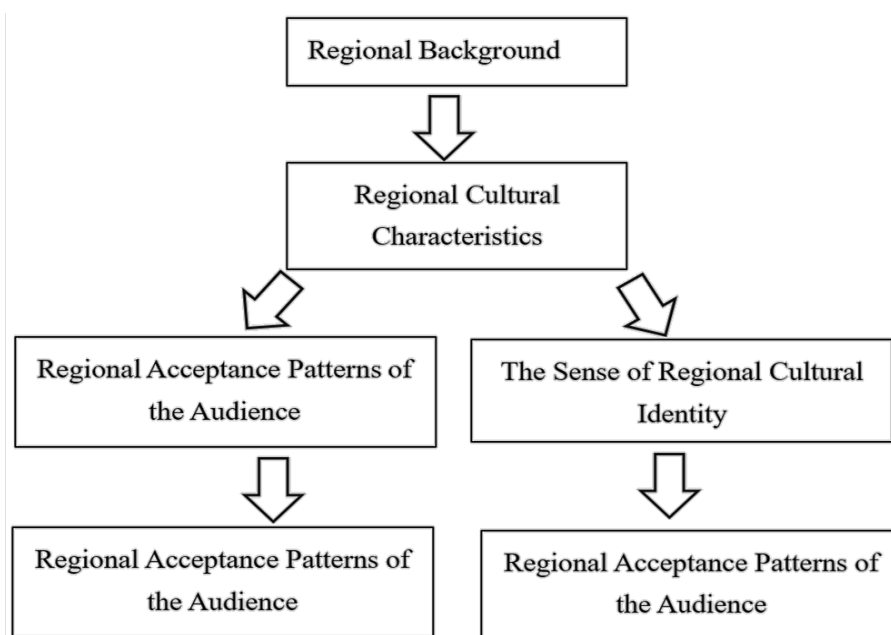 Regional Background
Regional Cultural
Characteristics
Regional Acceptance Patterns of
the Audience
The Sense of Regional Cultural
Identity
Regional Acceptance Patterns of
the Audience
Regional Acceptance Patterns of
the Audience